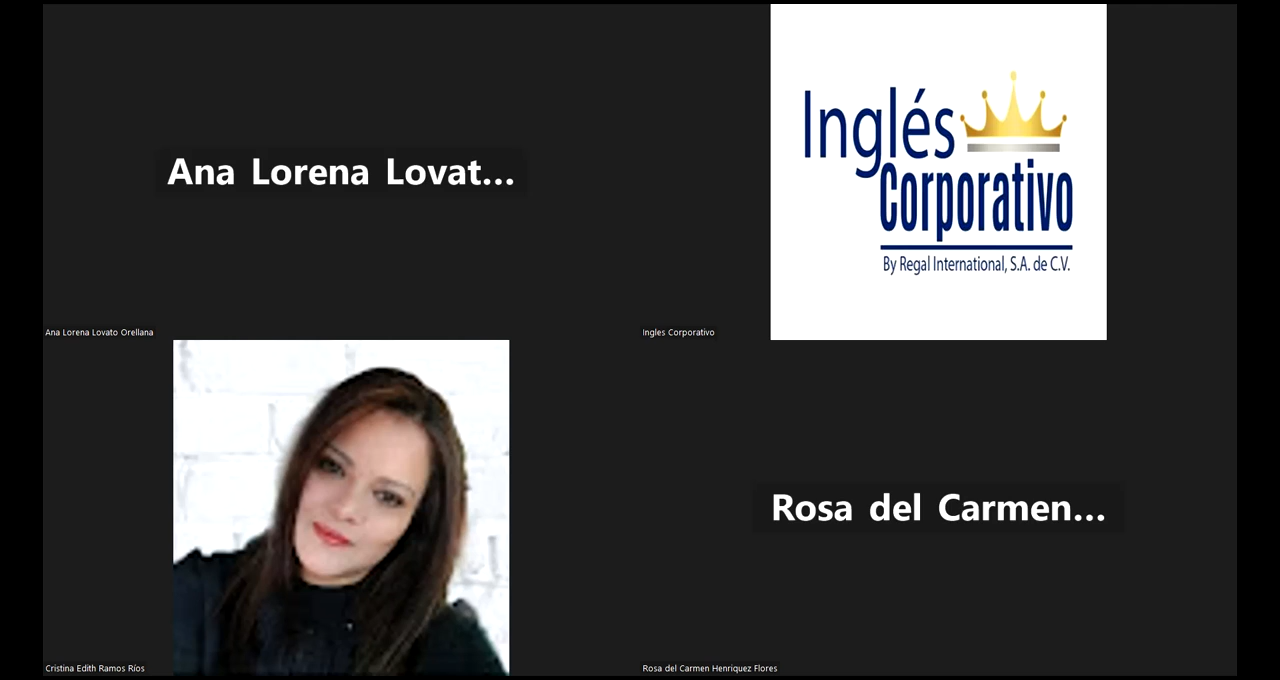 Ana Lorena Lovat...
Ana Lorena Lovato Orellana
Inglés
Corporativo
By Regal International, S.A. de C.V.
Ingles Corporativo
Cristina Edith Ramos Ríos
Rosa del Carmen...
Rosa del Carmen Henriquez Flores